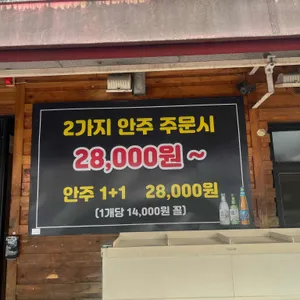 2가지 안주 주문시
28,000원 ~
안주 1+1 28,000원
(1개당 14,000원 꼴)